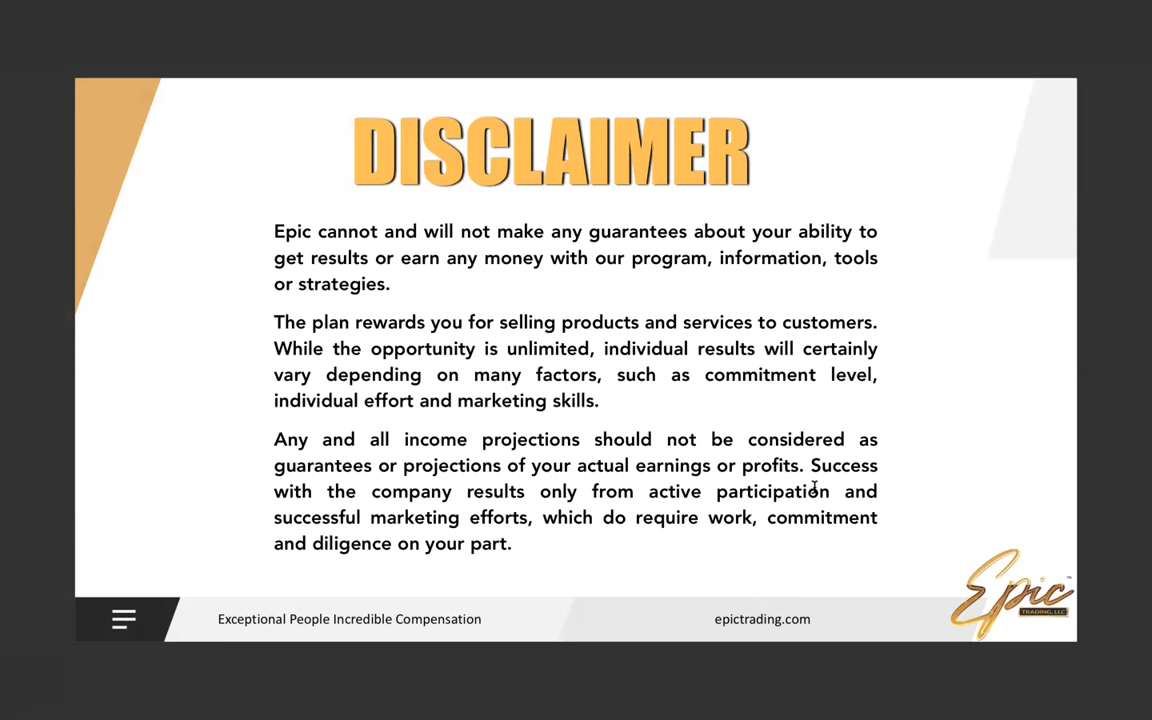 DISCLAIMER
Epic cannot and will not make any guarantees about your ability to
get results or earn any money with our program, information, tools
or strategies.
The plan rewards you for selling products and services to customers.
While the opportunity is unlimited, individual results will certainly
vary depending on many factors, such as commitment level,
individual effort and marketing skills.
Any and all income projections should not be considered as
guarantees or projections of your actual earnings or profits. Success
with the company results only from active participation and
successful marketing efforts, which do require work, commitment
and diligence on your part.
Exceptional People Incredible Compensation
epictrading.com
Epic™
TRADING, LLC